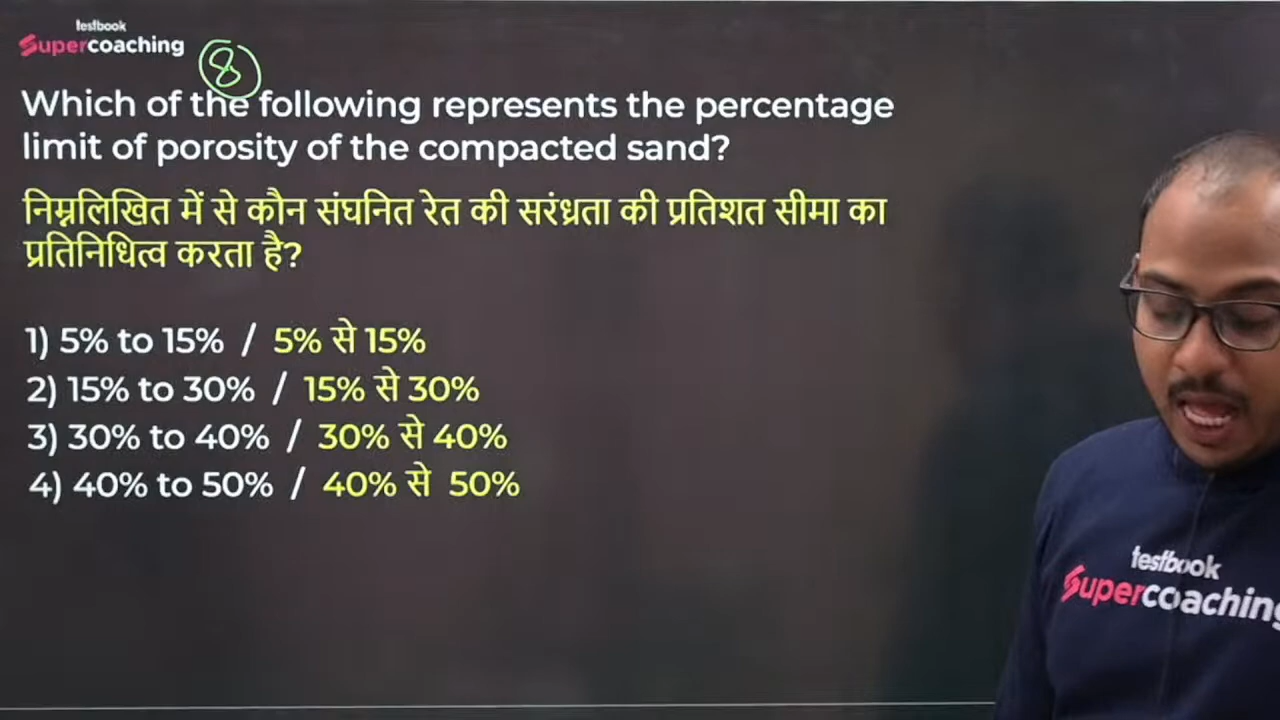 testbook
Supercoaching
8
Which of the following represents the percentage
limit of porosity of the compacted sand?
निम्नलिखित में से कौन संघनित रेत की सरंध्रता की प्रतिशत सीमा का
प्रतिनिधित्व करता है?
1) 5% to 15% / 5% से 15%
2) 15% to 30% / 15% से 30%
3) 30% to 40% / 30% से 40%
4) 40% to 50% / 40% से 50%
testbook
Supercoaching